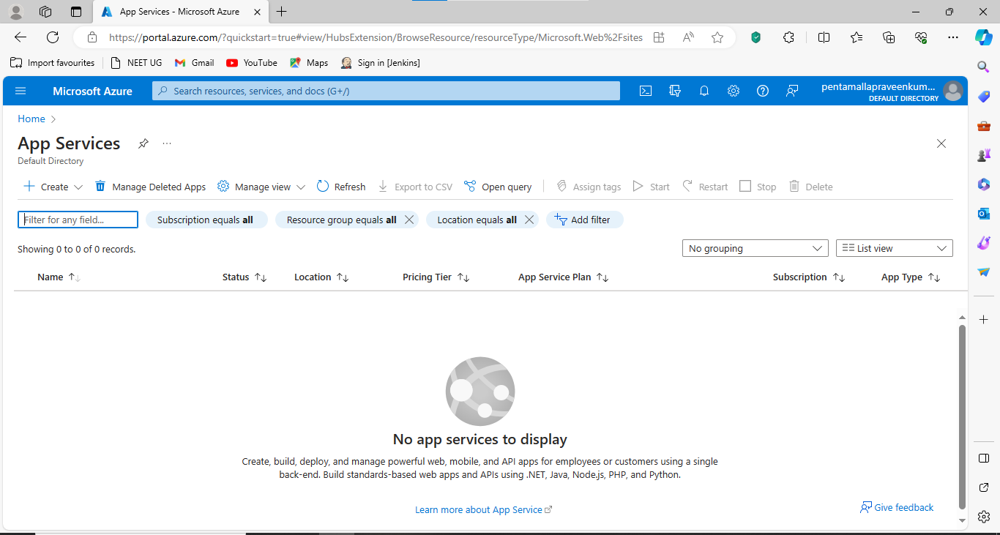 App Services - Microsoft Azure
https://portal.azure.com/?quickstart=true#view/HubsExtension/BrowseResource/resourceType/Microsoft.Web%2Fsites
Import favourites NEET UG Gmail YouTube Maps Sign in [Jenkins]
Microsoft Azure Search resources, services, and docs (G+/) pentamallapraveenkum...
DEFAULT DIRECTORY
Home
App Services ...
Default Directory
Create Manage Deleted Apps Manage view Refresh Export to CSV Open query Assign tags Start Restart Stop Delete
Filter for any field... Subscription equals all Resource group equals all Location equals all Add filter
Showing 0 to 0 of 0 records. No grouping List view
Name Status Location Pricing Tier App Service Plan Subscription App Type
No app services to display
Create, build, deploy, and manage powerful web, mobile, and API apps for employees or customers using a single
back-end. Build standards-based web apps and APIs using .NET, Java, Node.js, PHP, and Python.
Learn more about App Service
Give feedback